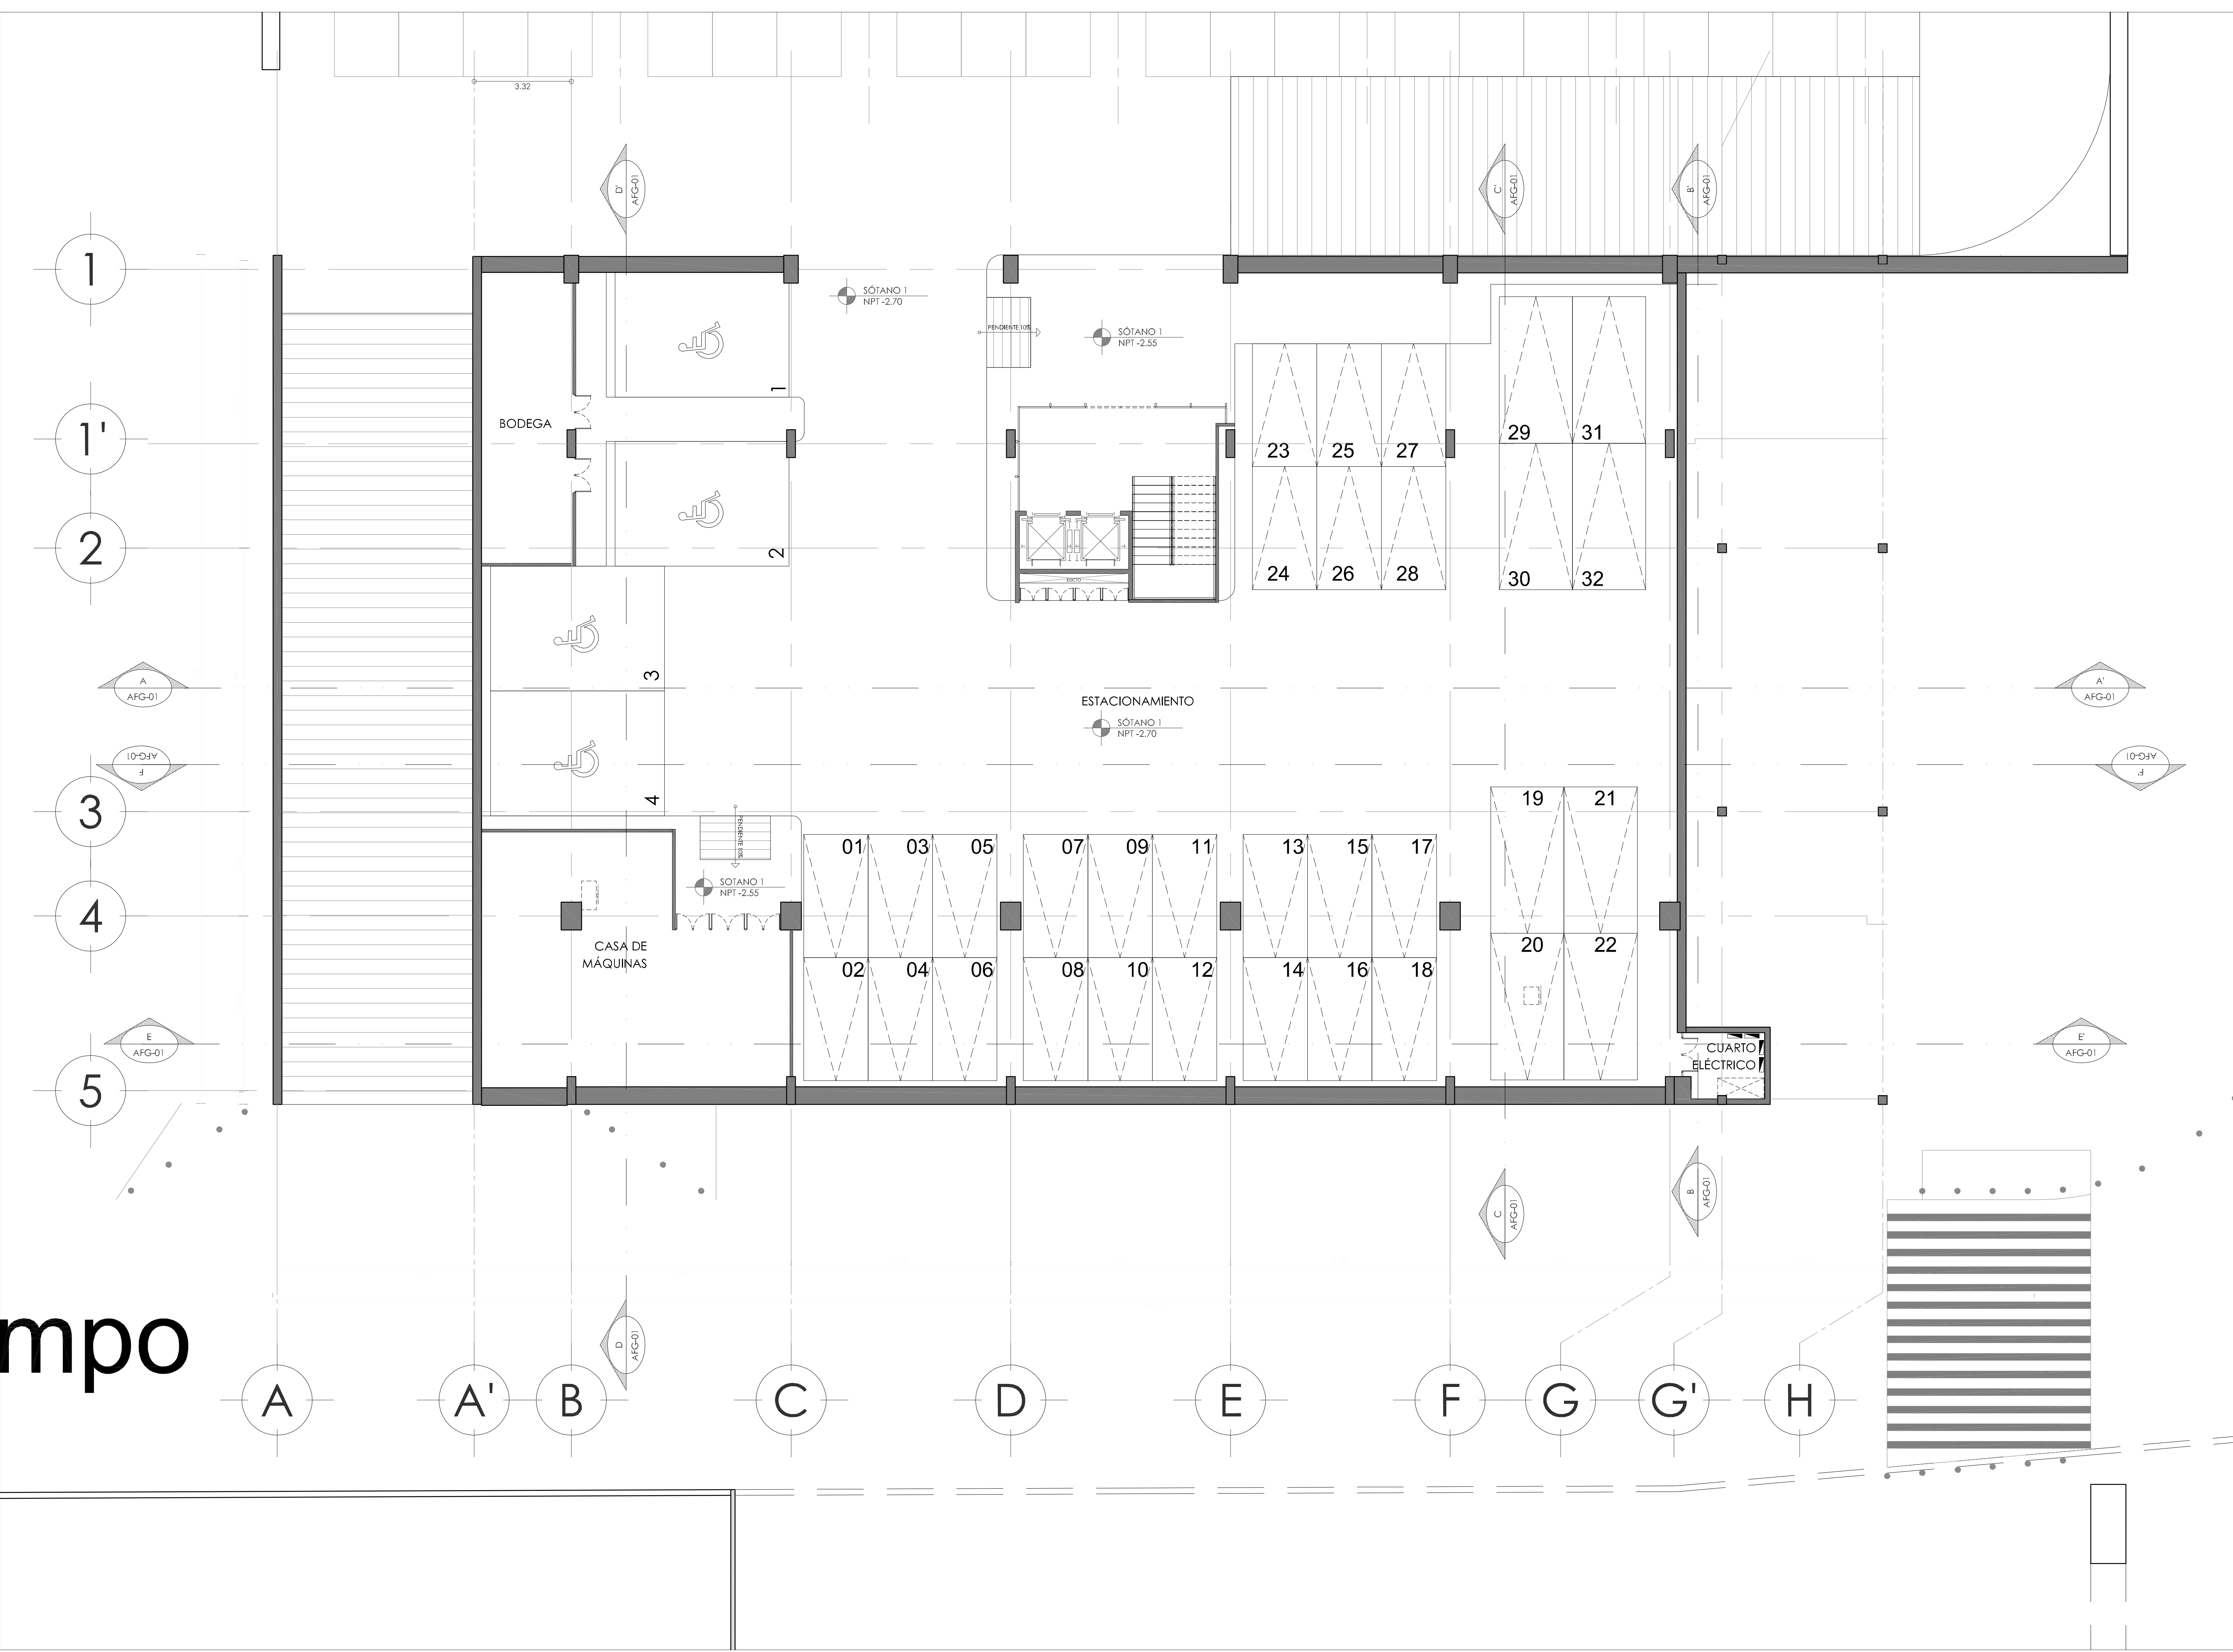 3.32
D'
AFG-01
C'
AFG-01
B'
AFG-01
1
SÓTANO 1
NPT -2.70
PENDIENTE 10%
SÓTANO 1
NPT -2.55
1
BODEGA
1'
29 31
23 25 27
2
2
DUCTO
24 26 28
30 32
3
A
AFG-01
A'
AFG-01
ESTACIONAMIENTO
SÓTANO 1
NPT -2.70
F
AFG-01
F'
AFG-01
4
3
19 21
PENDIENTE 10%
01 03 05 07 09 11 13 15 17
SOTANO 1
NPT -2.55
4
CASA DE
MÁQUINAS
20 22
02 04 06 08 10 12 14 16 18
E
AFG-01
E'
AFG-01
CUARTO
ELÉCTRICO
5
B
AFG-01
C
AFG-01
D
AFG-01
mpo
A A' B C D E F G G' H